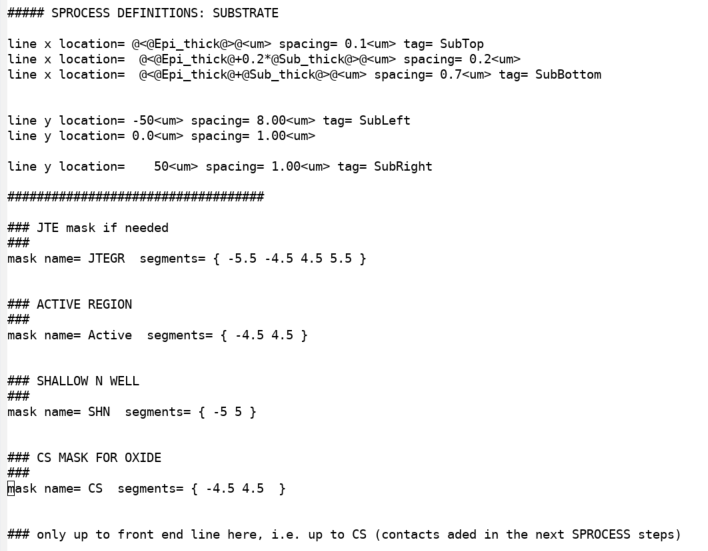 ##### SPROCESS DEFINITIONS: SUBSTRATE
line x location= @<@Epi_thick@>@<um> spacing= 0.1<um> tag= SubTop
line x location=  @<@Epi_thick@+0.2*@Sub_thick@>@<um> spacing= 0.2<um>
line x location=  @<@Epi_thick@+@Sub_thick@>@<um> spacing= 0.7<um> tag= SubBottom
line y location= -50<um> spacing= 8.00<um> tag= SubLeft
line y location= 0.0<um> spacing= 1.00<um>
line y location=    50<um> spacing= 1.00<um> tag= SubRight
###################################
### JTE mask if needed
###
mask name= JTEGR  segments= { -5.5 -4.5 4.5 5.5 }
### ACTIVE REGION
###
mask name= Active  segments= { -4.5 4.5 }
### SHALLOW N WELL
###
mask name= SHN  segments= { -5 5 }
### CS MASK FOR OXIDE
###
mask name= CS  segments= { -4.5 4.5  }
### only up to front end line here, i.e. up to CS (contacts aded in the next SPROCESS steps)